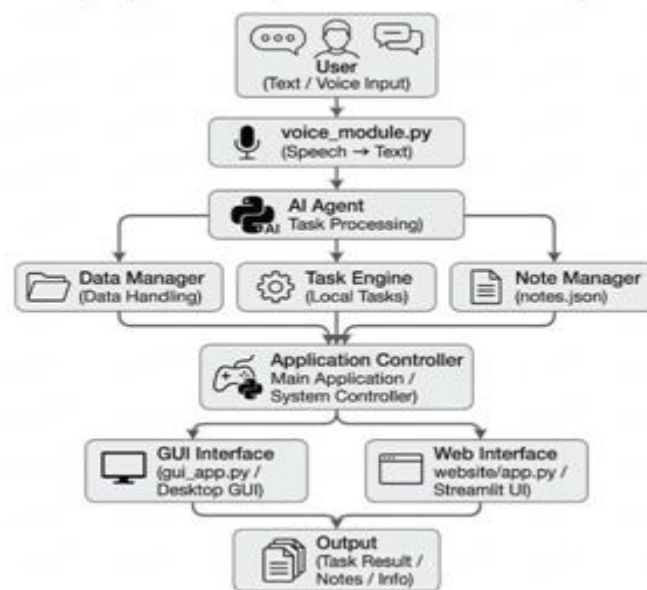 User
(Text / Voice Input)
voice_module.py
(Speech → Text)
AI Agent
Task Processing)
AI
Data Manager
(Data Handling)
Task Engine
(Local Tasks)
Note Manager
(notes.json)
Application Controller
Main Application /
System Controller)
GUI Interface
(gui_app.py /
Desktop GUI)
Web Interface
website/app.py /
Streamlit UI)
Output
(Task Result /
Notes / Info)